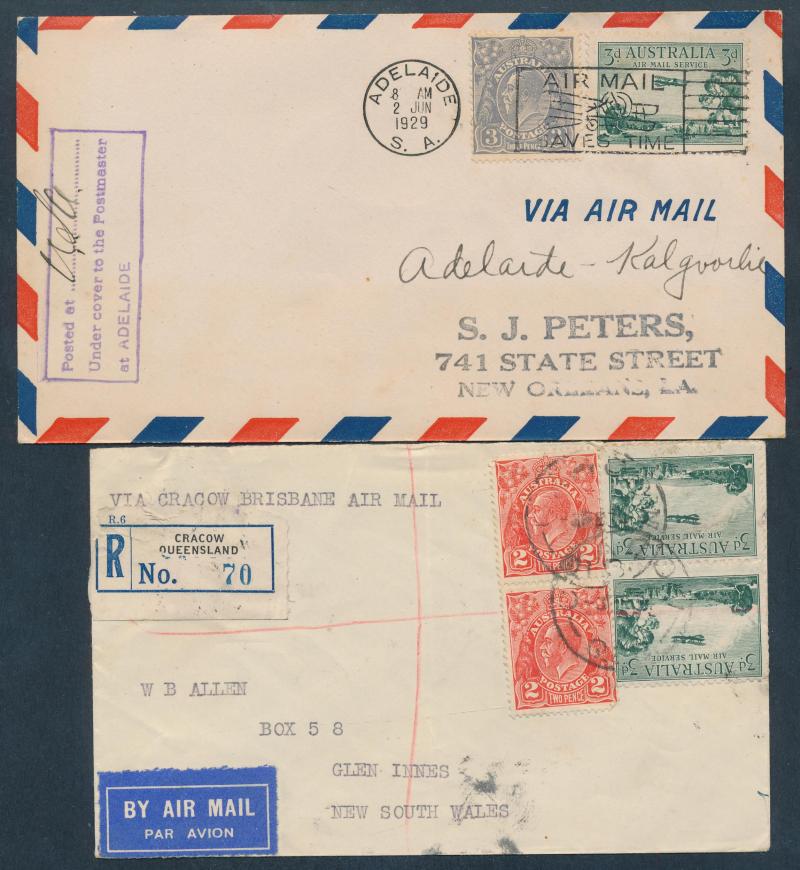 ADELAIDE
8 AM
2 JUN
1929
S. A.
AUSTRALIA
3 POSTAGE
THREE PENCE
3d AUSTRALIA 3d
AIR MAIL SERVICE
AIR MAIL
SAVES TIME
VIA AIR MAIL
Adelaide - Kalgoorlie
S. J. PETERS,
741 STATE STREET
NEW ORLEANS, LA.
Posted at
Under cover to the Postmaster
at ADELAIDE
VIA CRACOW BRISBANE AIR MAIL
R.6
CRACOW
QUEENSLAND
R No. 70
AUSTRALIA
2 POSTAGE 2
TWO PENCE
AUSTRALIA
2 POSTAGE 2
TWO PENCE
3d AUSTRALIA 3d
AIR MAIL SERVICE
3d AUSTRALIA 3d
AIR MAIL SERVICE
W B ALLEN
BOX 5 8
GLEN INNES
NEW SOUTH WALES
BY AIR MAIL
PAR AVION